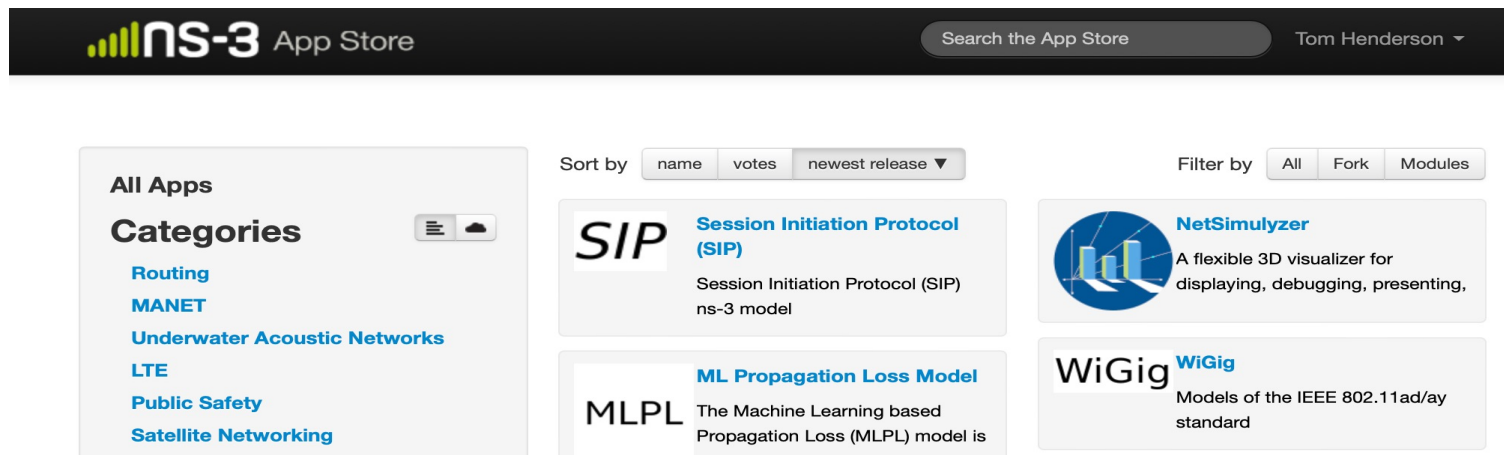 ns-3 App Store
Search the App Store
Tom Henderson
All Apps
Categories
Routing
MANET
Underwater Acoustic Networks
LTE
Public Safety
Satellite Networking
Sort by name votes newest release ▼
Filter by All Fork Modules
SIP
Session Initiation Protocol
(SIP)
Session Initiation Protocol (SIP)
ns-3 model
NetSimulyzer
A flexible 3D visualizer for
displaying, debugging, presenting,
MLPL
ML Propagation Loss Model
The Machine Learning based
Propagation Loss (MLPL) model is
WiGig
WiGig
Models of the IEEE 802.11ad/ay
standard